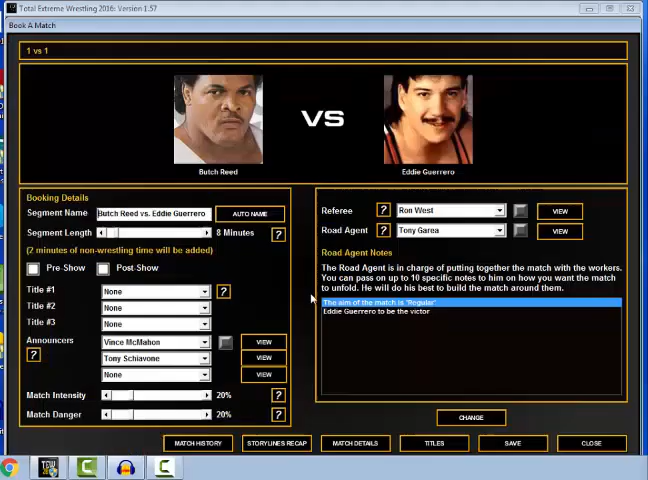 Total Extreme Wrestling 2016: Version 1.57
Book A Match
1 vs 1
VS
Butch Reed
Eddie Guerrero
Booking Details
Segment Name Butch Reed vs. Eddie Guerrero AUTO NAME
Segment Length 8 Minutes ?
(2 minutes of non-wrestling time will be added)
Pre-Show Post-Show
Title #1 None ?
Title #2 None
Title #3 None
Announcers Vince McMahon VIEW
? Tony Schiavone VIEW
None VIEW
Match Intensity 20% ?
Match Danger 20% ?
Referee ? Ron West VIEW
Road Agent ? Tony Garea VIEW
Road Agent Notes
The Road Agent is in charge of putting together the match with the workers.
You can pass on up to 10 specific notes to him on how you want the match
to unfold. He will do his best to build the match around them.
The aim of the match is "Regular"
Eddie Guerrero to be the victor
CHANGE
MATCH HISTORY STORYLINES RECAP MATCH DETAILS TITLES SAVE CLOSE